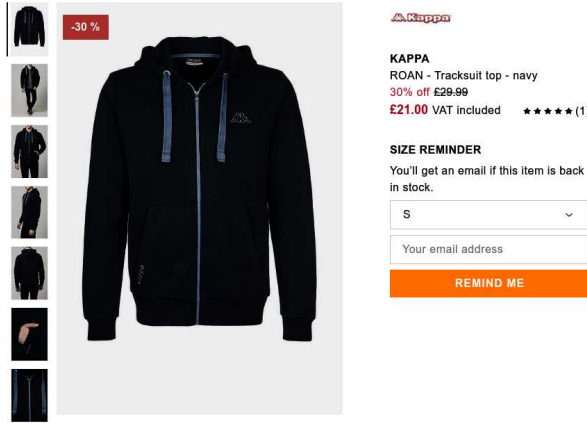 -30 %
Kappa
KAPPA
ROAN - Tracksuit top - navy
30% off £29.99
£21.00 VAT included ★★★★★(1)
SIZE REMINDER
You'll get an email if this item is back
in stock.
S
Your email address
REMIND ME